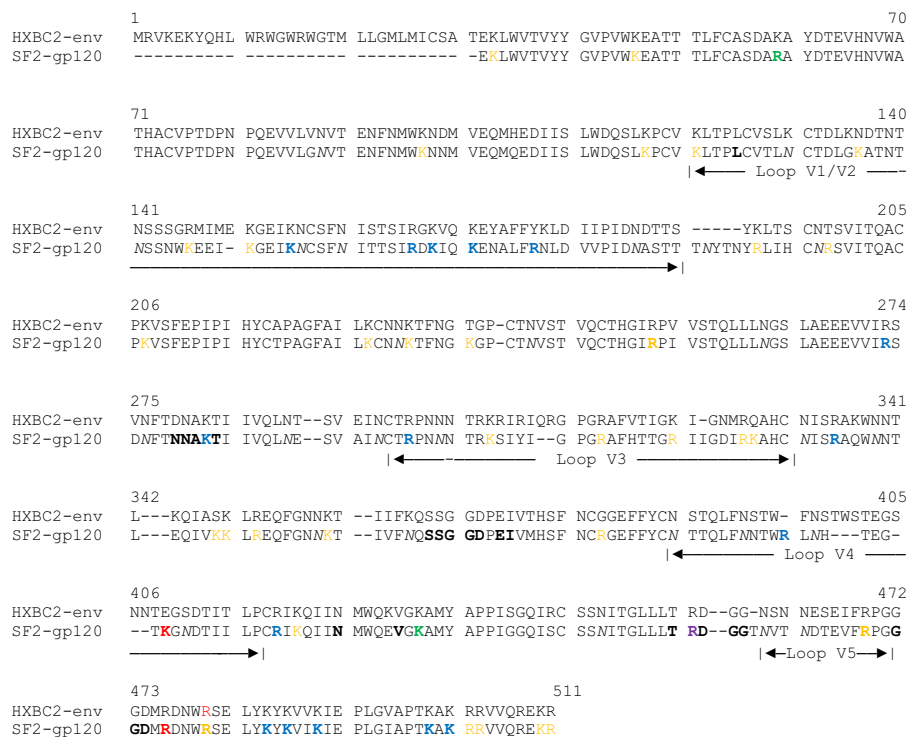 1 70
HXBC2-env MRVKEKYQHL WRWGWRWGTM LLGMLMICSA TEKLWVTVYY GVPVWKEATT TLFCASDAKA YDTEVHNVWA
SF2-gp120 ---------- ---------- ---------- -EKLWVTVYY GVPVWKEATT TLFCASDARA YDTEVHNVWA
71 140
HXBC2-env THACVPTDPN PQEVVLVNVT ENFNMWKNDM VEQMHEDIIS LWDQSLKPCV KLTPLCVSLK CTDLKNDTNT
SF2-gp120 THACVPTDPN PQEVVLGNVT ENFNMWKNNM VEQMQEDIIS LWDQSLKPCV KLTPLCVTLN CTDLGKATNT
|◄———— Loop V1/V2 ————-
141 205
HXBC2-env NSSSGRMIME KGEIKNCSFN ISTSIRGKVQ KEYAFFYKLD IIPIDNDTTS -----YKLTS CNTSVITQAC
SF2-gp120 NSSNWKEEI- KGEIKNCSFN ITTSIRDKIQ KENALFRNLD VVPIDNASTT TNYTNYRLIH CNRSVITQAC
————————————————————————►|
206 274
HXBC2-env PKVSFEPIPI HYCAPAGFAI LKCNNKTFNG TGP-CTNVST VQCTHGIRPV VSTQLLLNGS LAEEEVVIRS
SF2-gp120 PKVSFEPIPI HYCTPAGFAI LKCNNKTFNG KGP-CTNVST VQCTHGIRPI VSTQLLLNGS LAEEEVVIRS
275 341
HXBC2-env VNFTDNAKTI IVQLNT--SV EINCTRPNNN TRKRIRIQRG PGRAFVTIGK I-GNMRQAHC NISRAKWNNT
SF2-gp120 DNFTNNAKTI IVQLNE--SV AINCTRPNNN TRKSIYI--G PGRAFHTTGR IIGDIRKAHC NISRAQWNNT
|◄————-———— Loop V3 ————————►|
342 405
HXBC2-env L---KQIASK LREQFGNNKT --IIFKQSSG GDPEIVTHSF NCGGEFFYCN STQLFNSTW- FNSTWSTEGS
SF2-gp120 L---EQIVKK LREQFGNNKT --IVFNQSSG GDPEIVMHSF NCRGEFFYCN TTQLFNNTWR LNH---TEG-
|◄———————— Loop V4 ————
406 472
HXBC2-env NNTEGSDTIT LPCRIKQIIN MWQKVGKAMY APPISGQIRC SSNITGLLLT RD--GG-NSN NESEIFRPGG
SF2-gp120 --TKGNDTII LPCRIKQIIN MWQEVGKAMY APPIGGQISC SSNITGLLLT RD--GGTNVT NDTEVFRPGG
——————————►| |◄—Loop V5—►|
473 511
HXBC2-env GDMRDNWRSE LYKYKVVKIE PLGVAPTKAK RRVVQREKR
SF2-gp120 GDMRDNWRSE LYKYKVIKIE PLGIAPTKAK RRVVQREKR